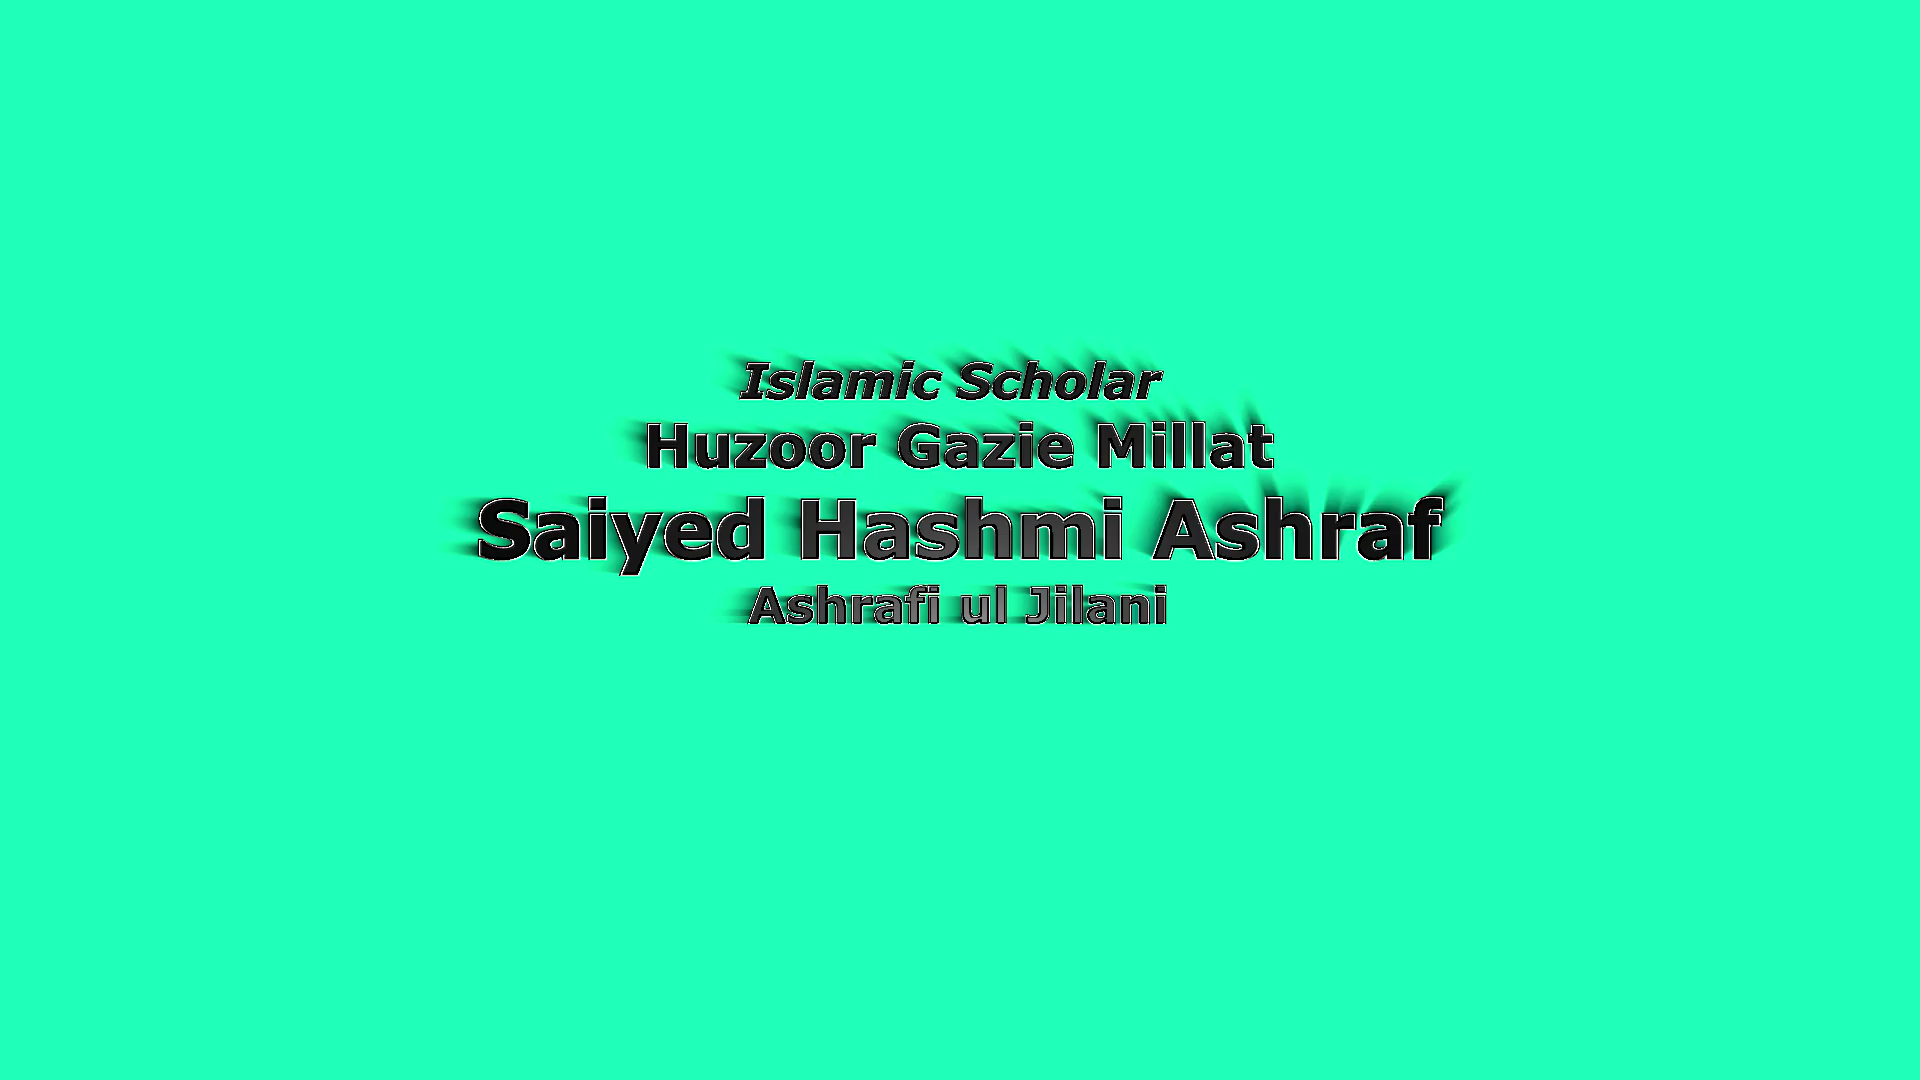 Islamic Scholar
Huzoor Gazie Millat
Saiyed Hashmi Ashraf
Ashrafi ul Jilani